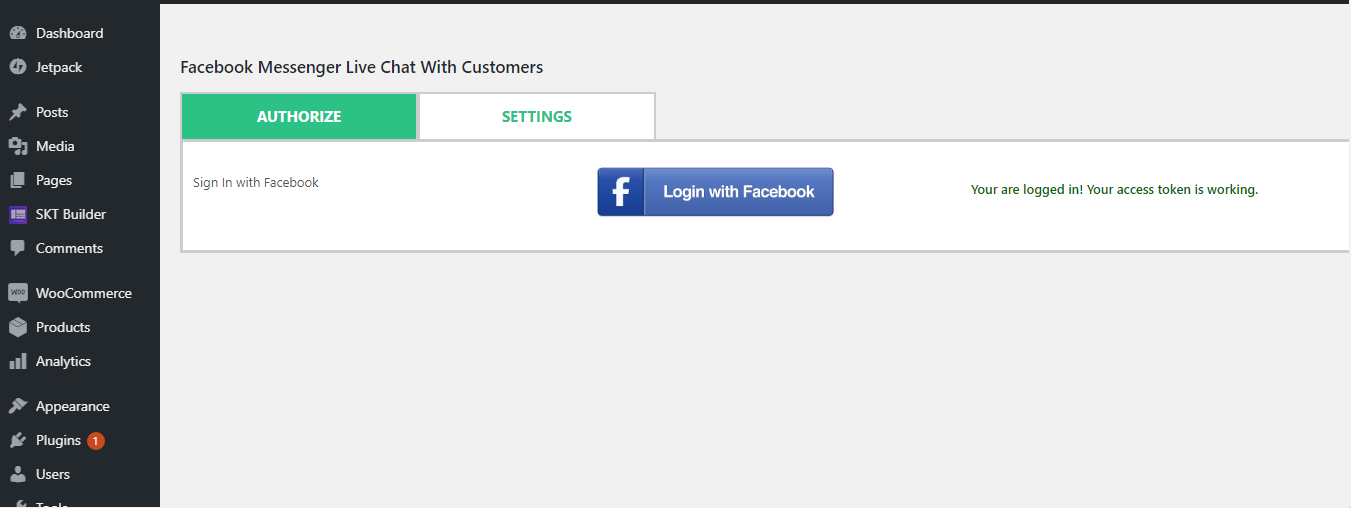 Dashboard
Jetpack
Posts
Media
Pages
SKT Builder
Comments
WOO WooCommerce
Products
Analytics
Appearance
Plugins 1
Users
Tools
Facebook Messenger Live Chat With Customers
AUTHORIZE SETTINGS
Sign In with Facebook
f Login with Facebook
Your are logged in! Your access token is working.